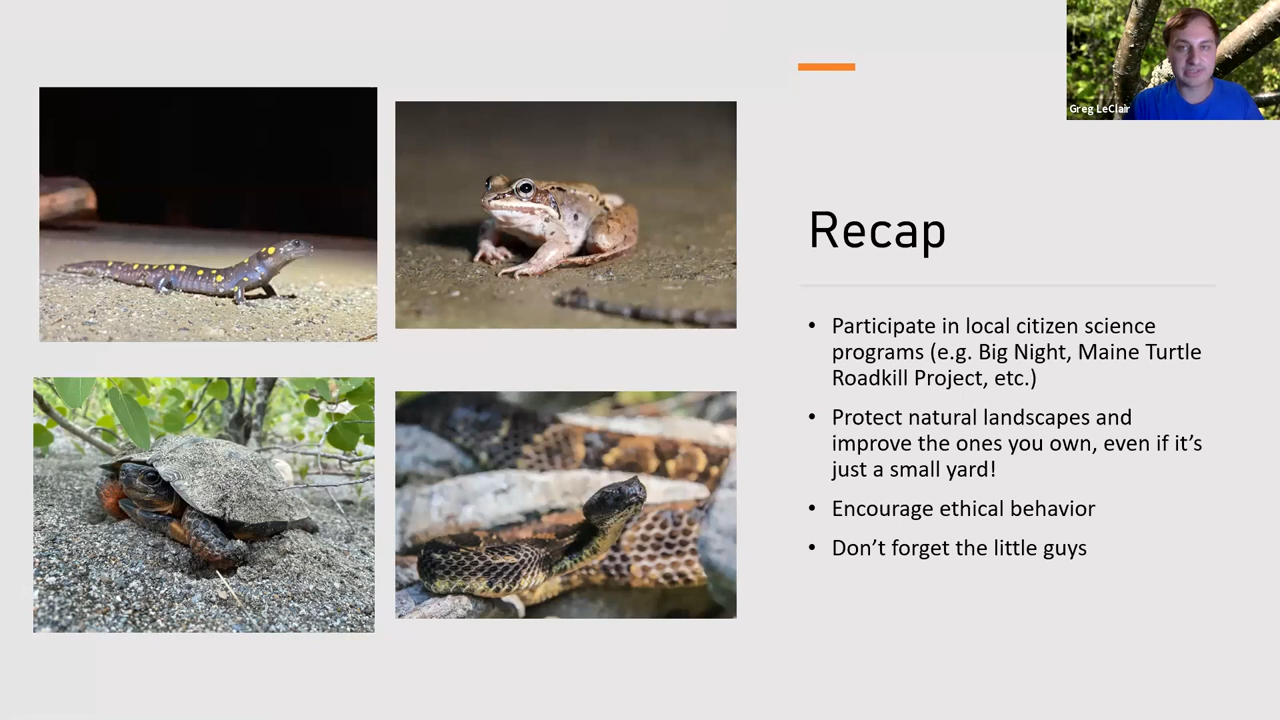 Greg LeClair
Recap
• Participate in local citizen science
programs (e.g. Big Night, Maine Turtle
Roadkill Project, etc.)
• Protect natural landscapes and
improve the ones you own, even if it’s
just a small yard!
• Encourage ethical behavior
• Don’t forget the little guys